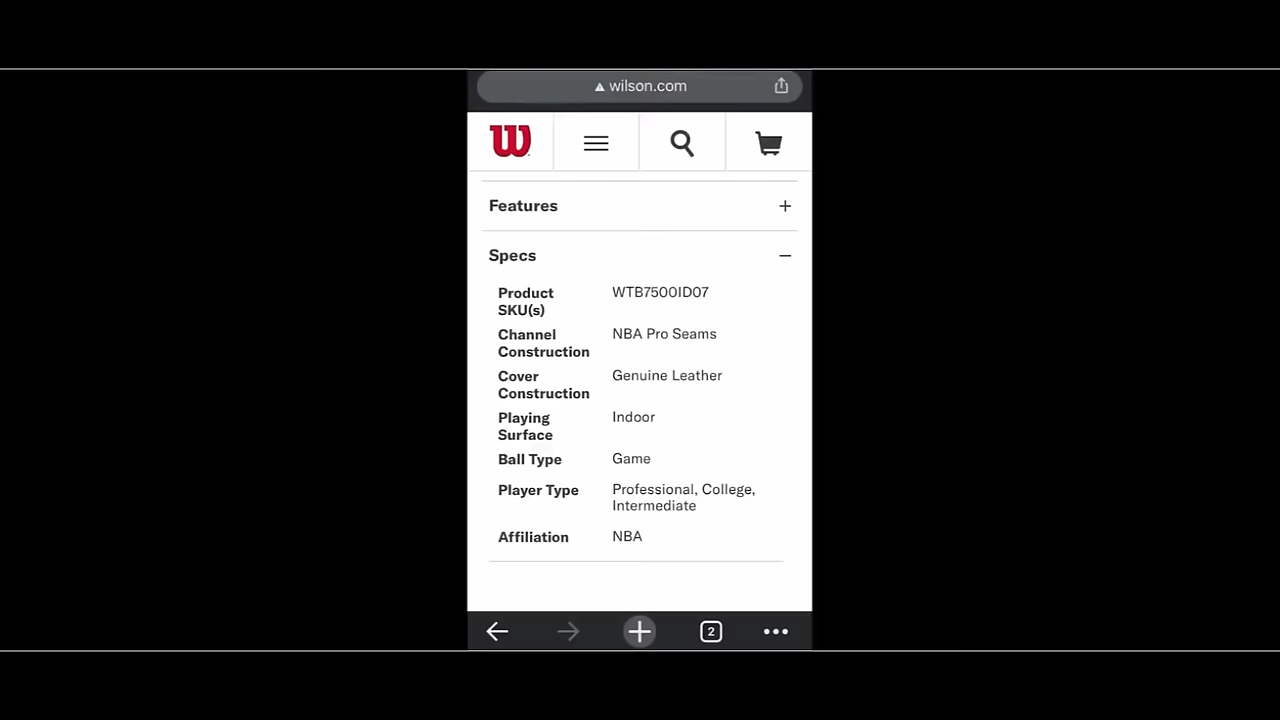 wilson.com
W
Features
Specs
Product SKU(s) WTB7500ID07
Channel Construction NBA Pro Seams
Cover Construction Genuine Leather
Playing Surface Indoor
Ball Type Game
Player Type Professional, College, Intermediate
Affiliation NBA
2